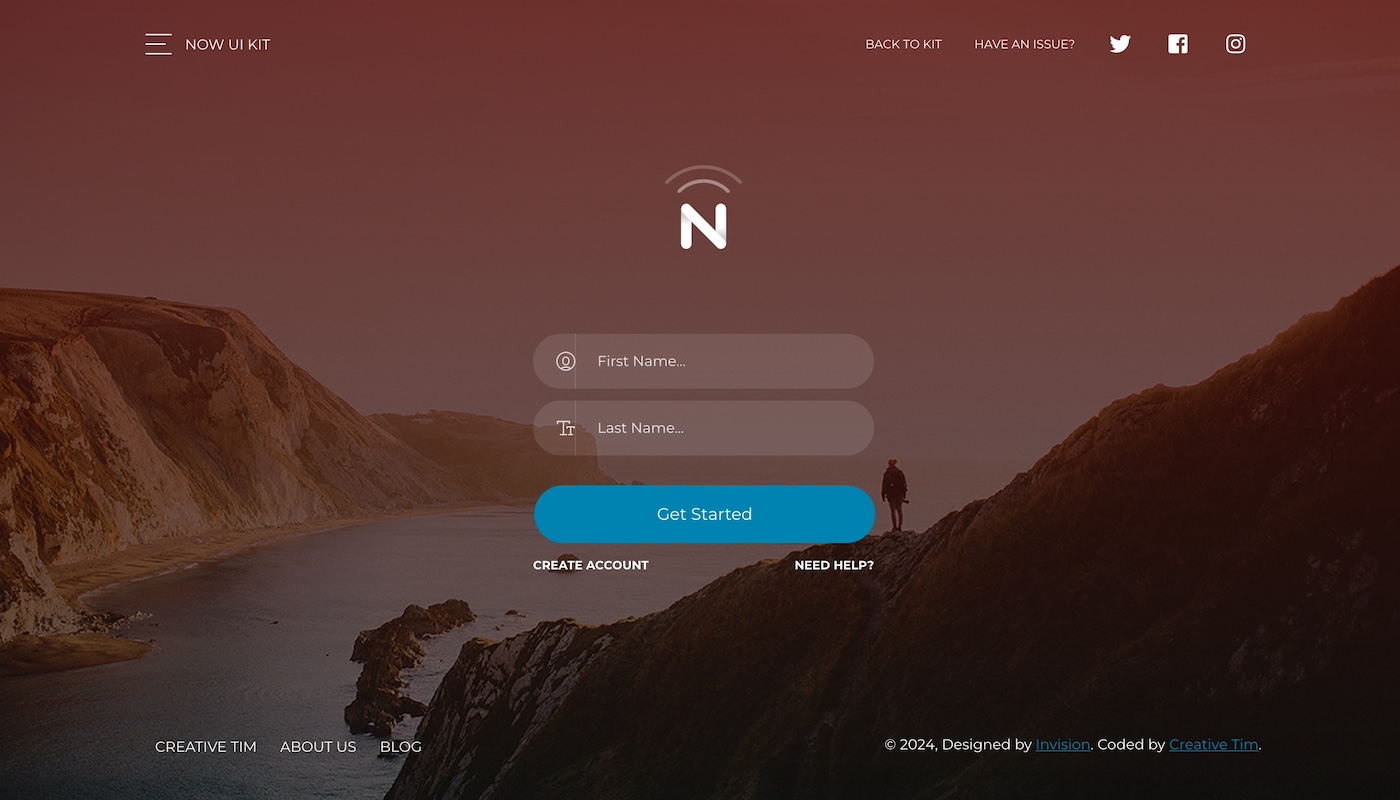 NOW UI KIT
BACK TO KIT
HAVE AN ISSUE?
N
First Name...
Last Name...
Get Started
CREATE ACCOUNT
NEED HELP?
CREATIVE TIM
ABOUT US
BLOG
© 2024, Designed by Invision. Coded by Creative Tim.